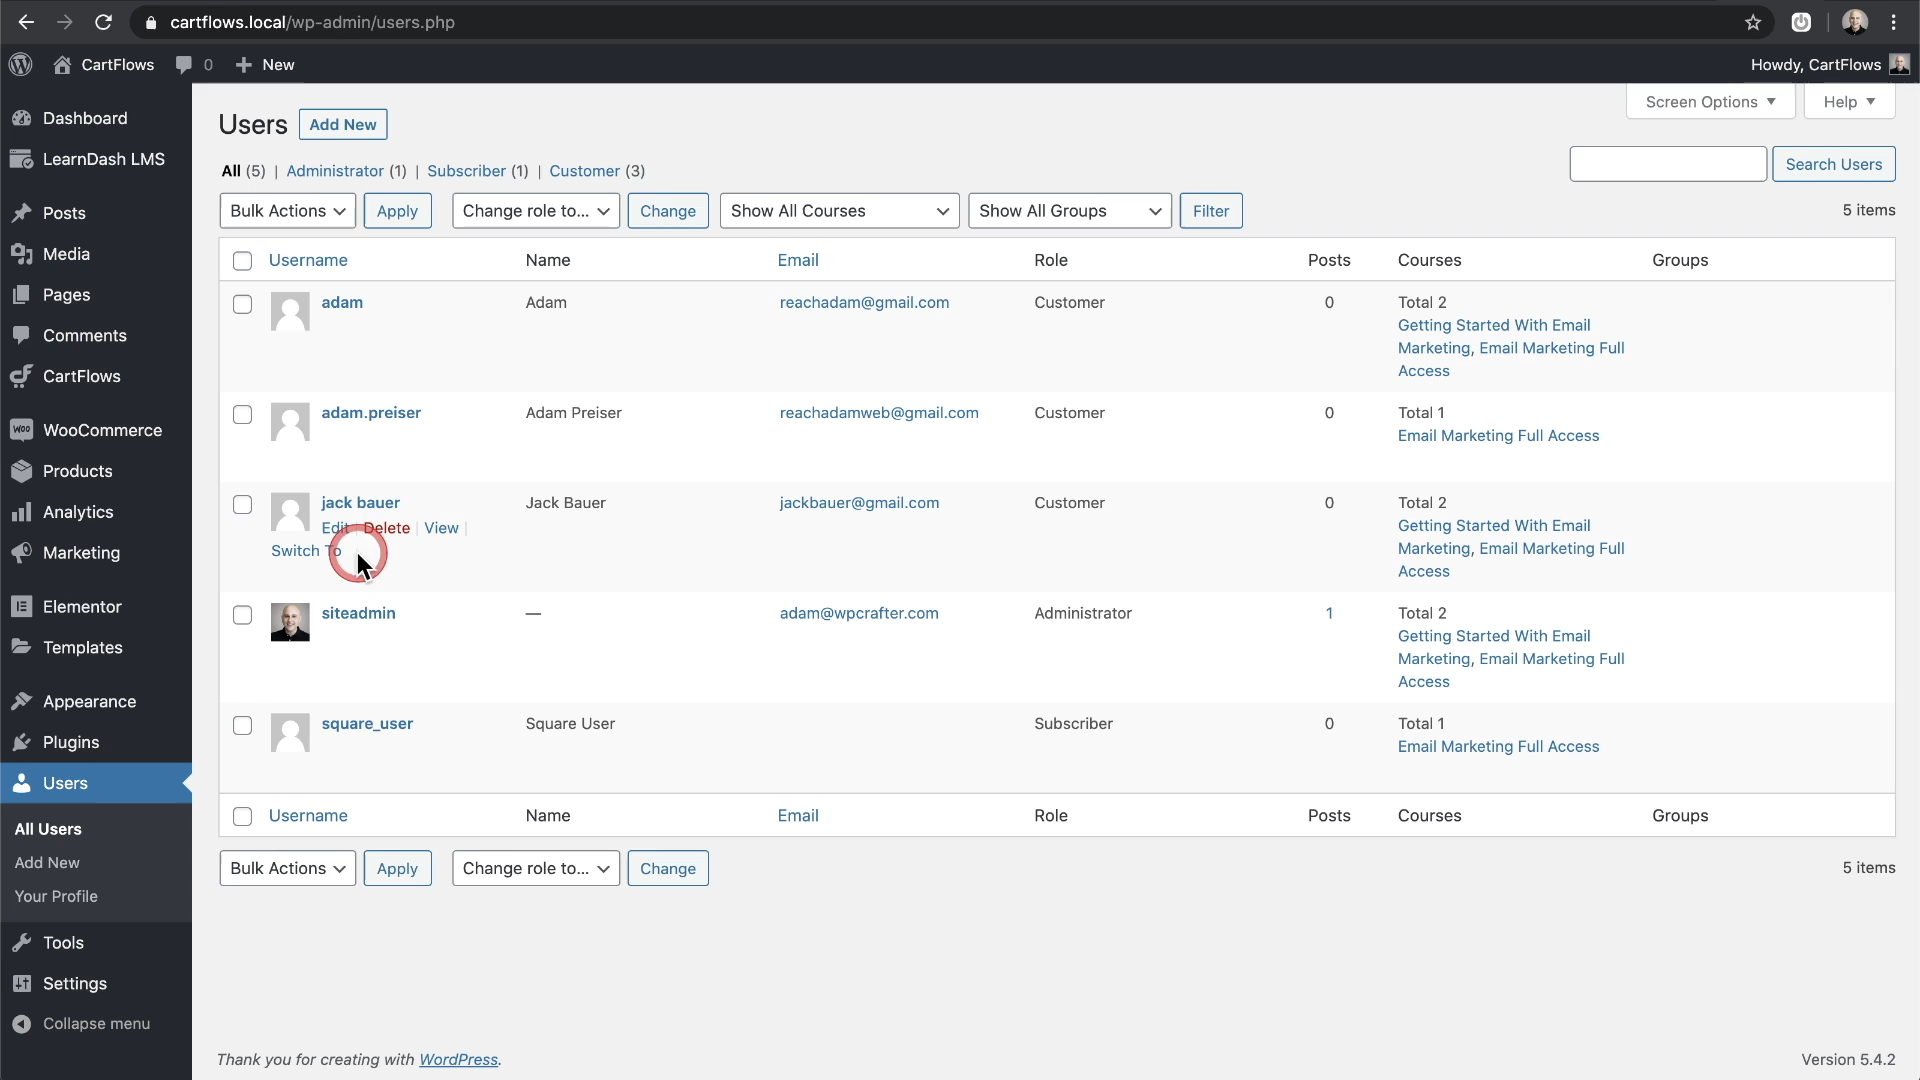 cartflows.local/wp-admin/users.php
CartFlows 0 New Howdy, CartFlows
Dashboard
LearnDash LMS
Posts
Media
Pages
Comments
CartFlows
WooCommerce
Products
Analytics
Marketing
Elementor
Templates
Appearance
Plugins
Users
All Users
Add New
Your Profile
Tools
Settings
Collapse menu
Screen Options Help
Users Add New
All (5) | Administrator (1) | Subscriber (1) | Customer (3)
Search Users
Bulk Actions Apply Change role to... Change Show All Courses Show All Groups Filter 5 items
Username Name Email Role Posts Courses Groups
adam Adam reachadam@gmail.com Customer 0 Total 2
Getting Started With Email
Marketing, Email Marketing Full
Access
adam.preiser Adam Preiser reachadamweb@gmail.com Customer 0 Total 1
Email Marketing Full Access
jack bauer Jack Bauer jackbauer@gmail.com Customer 0 Total 2
Edit | Delete | View | Getting Started With Email
Switch To Marketing, Email Marketing Full
Access
siteadmin — adam@wpcrafter.com Administrator 1 Total 2
Getting Started With Email
Marketing, Email Marketing Full
Access
square_user Square User Subscriber 0 Total 1
Email Marketing Full Access
Username Name Email Role Posts Courses Groups
Bulk Actions Apply Change role to... Change 5 items
Thank you for creating with WordPress. Version 5.4.2